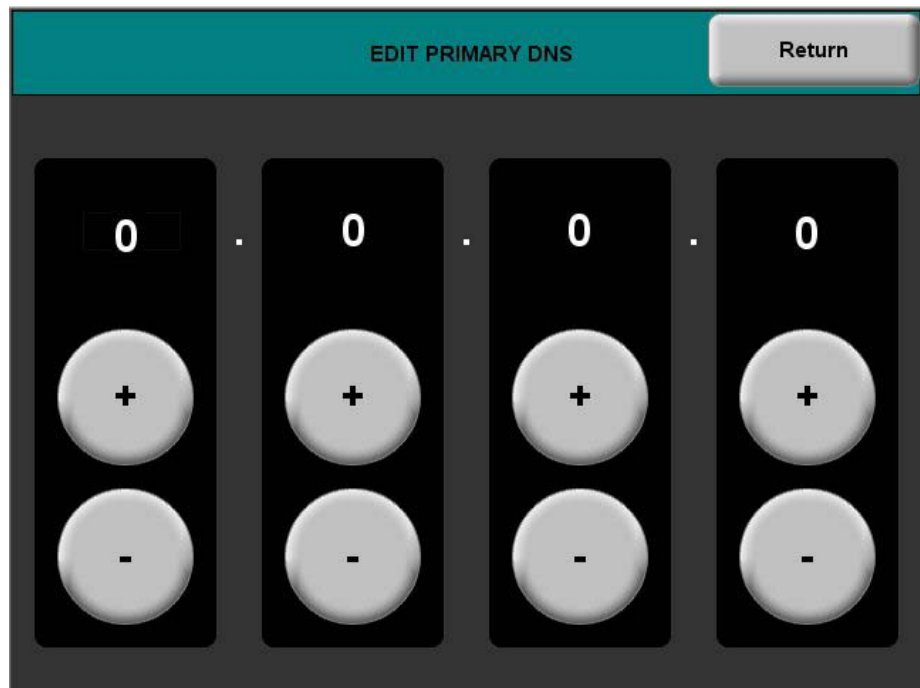 EDIT PRIMARY DNS
Return
0 . 0 . 0 . 0
+ + + +
- - - -